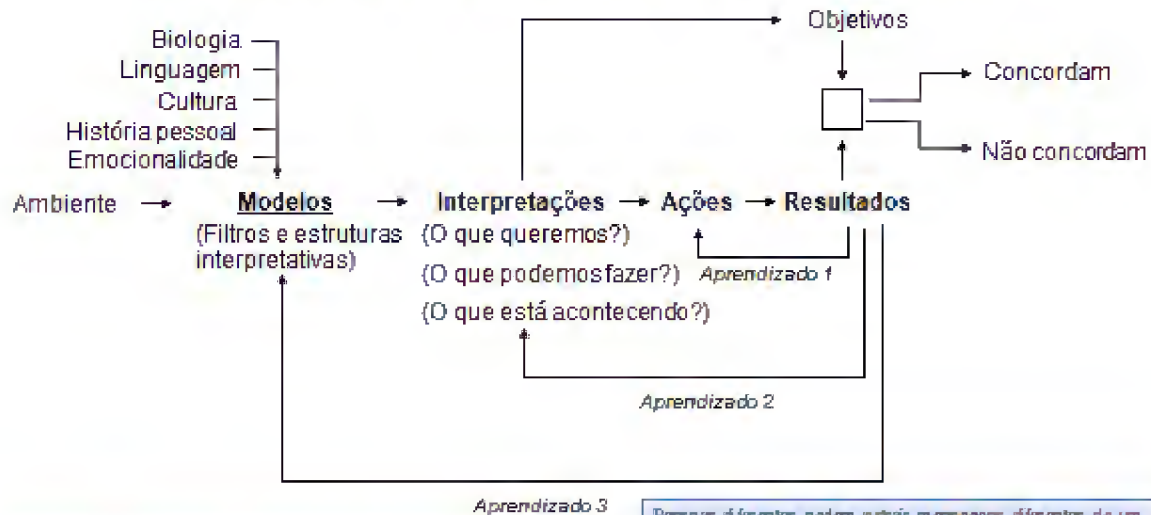 Objetivos
Biologia
Linguagem
Cultura
História pessoal
Emocionalidade
Concordam
Não concordam
Ambiente
Modelos
(Filtros e estruturas
interpretativas)
Interpretações
(O que queremos?)
(O que podemos fazer?)
(O que está acontecendo?)
Ações
Resultados
Aprendizado 1
Aprendizado 2
Aprendizado 3